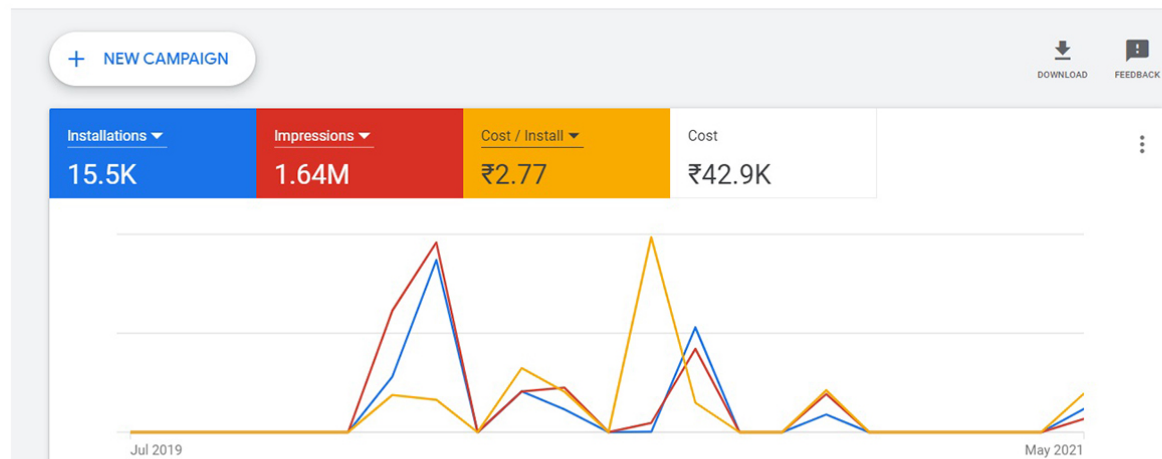 + NEW CAMPAIGN
DOWNLOAD
FEEDBACK
Installations
Impressions
Cost / Install
Cost
15.5K
1.64M
₹2.77
₹42.9K
Jul 2019
May 2021